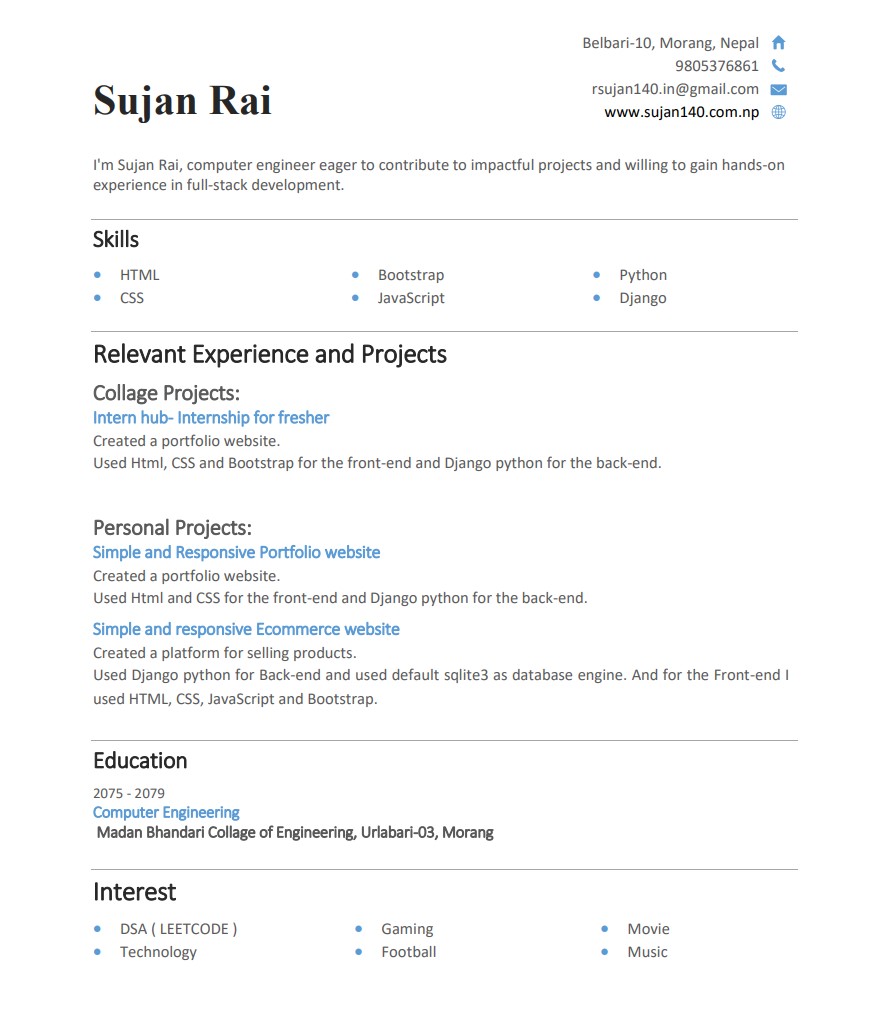 Belbari-10, Morang, Nepal
9805376861
rsujan140.in@gmail.com
www.sujan140.com.np
Sujan Rai
I'm Sujan Rai, computer engineer eager to contribute to impactful projects and willing to gain hands-on
experience in full-stack development.
Skills
HTML
CSS
Bootstrap
JavaScript
Python
Django
Relevant Experience and Projects
Collage Projects:
Intern hub- Internship for fresher
Created a portfolio website.
Used Html, CSS and Bootstrap for the front-end and Django python for the back-end.
Personal Projects:
Simple and Responsive Portfolio website
Created a portfolio website.
Used Html and CSS for the front-end and Django python for the back-end.
Simple and responsive Ecommerce website
Created a platform for selling products.
Used Django python for Back-end and used default sqlite3 as database engine. And for the Front-end I
used HTML, CSS, JavaScript and Bootstrap.
Education
2075 - 2079
Computer Engineering
Madan Bhandari Collage of Engineering, Urlabari-03, Morang
Interest
DSA ( LEETCODE )
Technology
Gaming
Football
Movie
Music